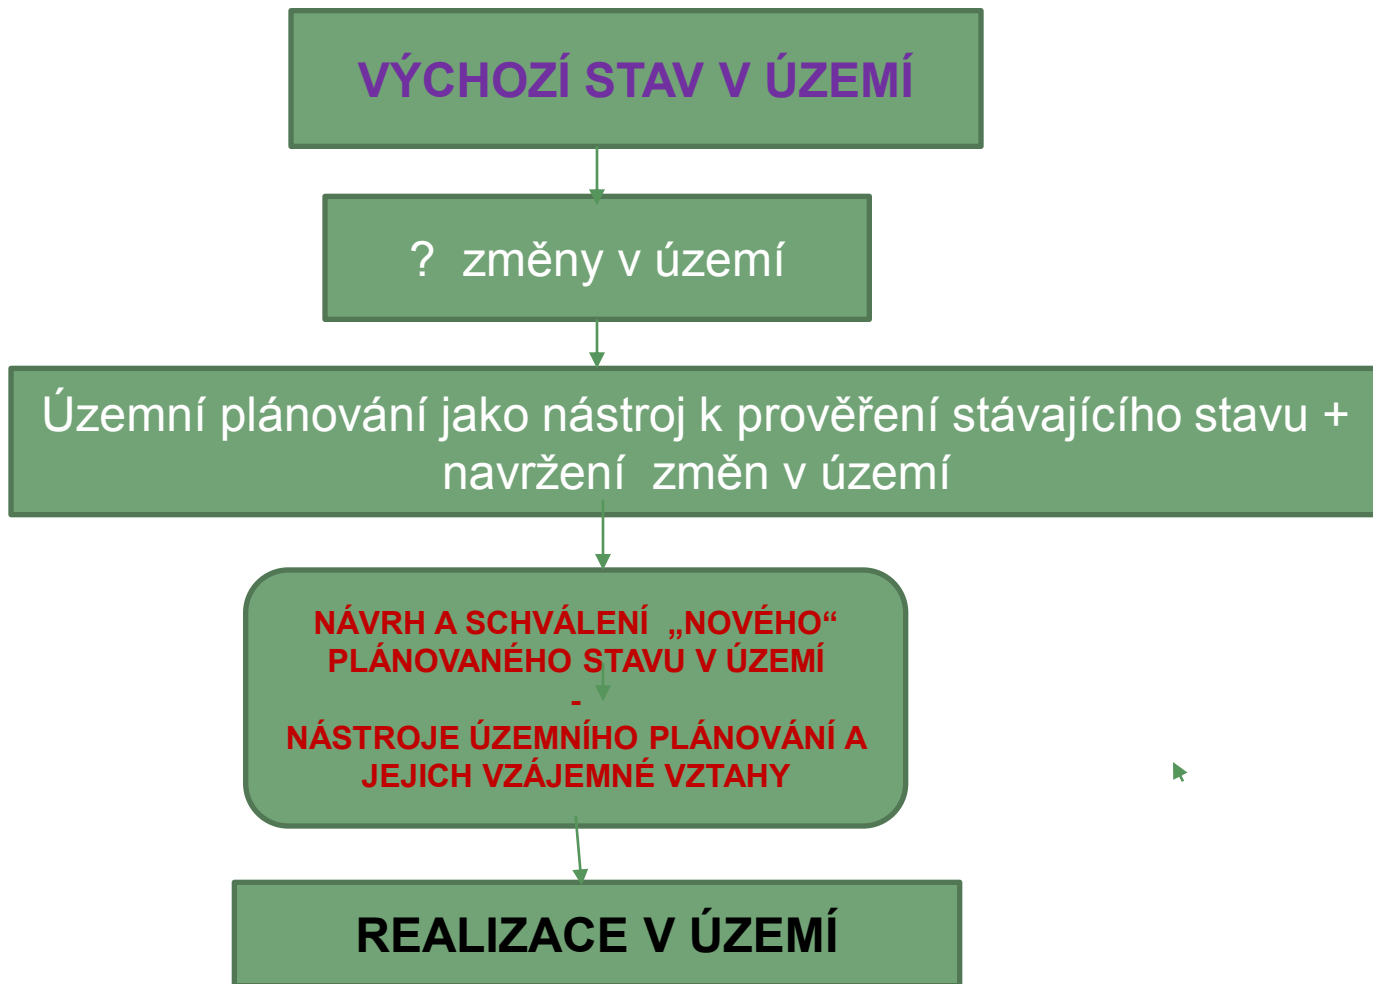 VÝCHOZÍ STAV V ÚZEMÍ
? změny v území
Územní plánování jako nástroj k prověření stávajícího stavu +
navržení změn v území
NÁVRH A SCHVÁLENÍ „NOVÉHO“
PLÁNOVANÉHO STAVU V ÚZEMÍ
-
NÁSTROJE ÚZEMNÍHO PLÁNOVÁNÍ A
JEJICH VZÁJEMNÉ VZTAHY
REALIZACE V ÚZEMÍ